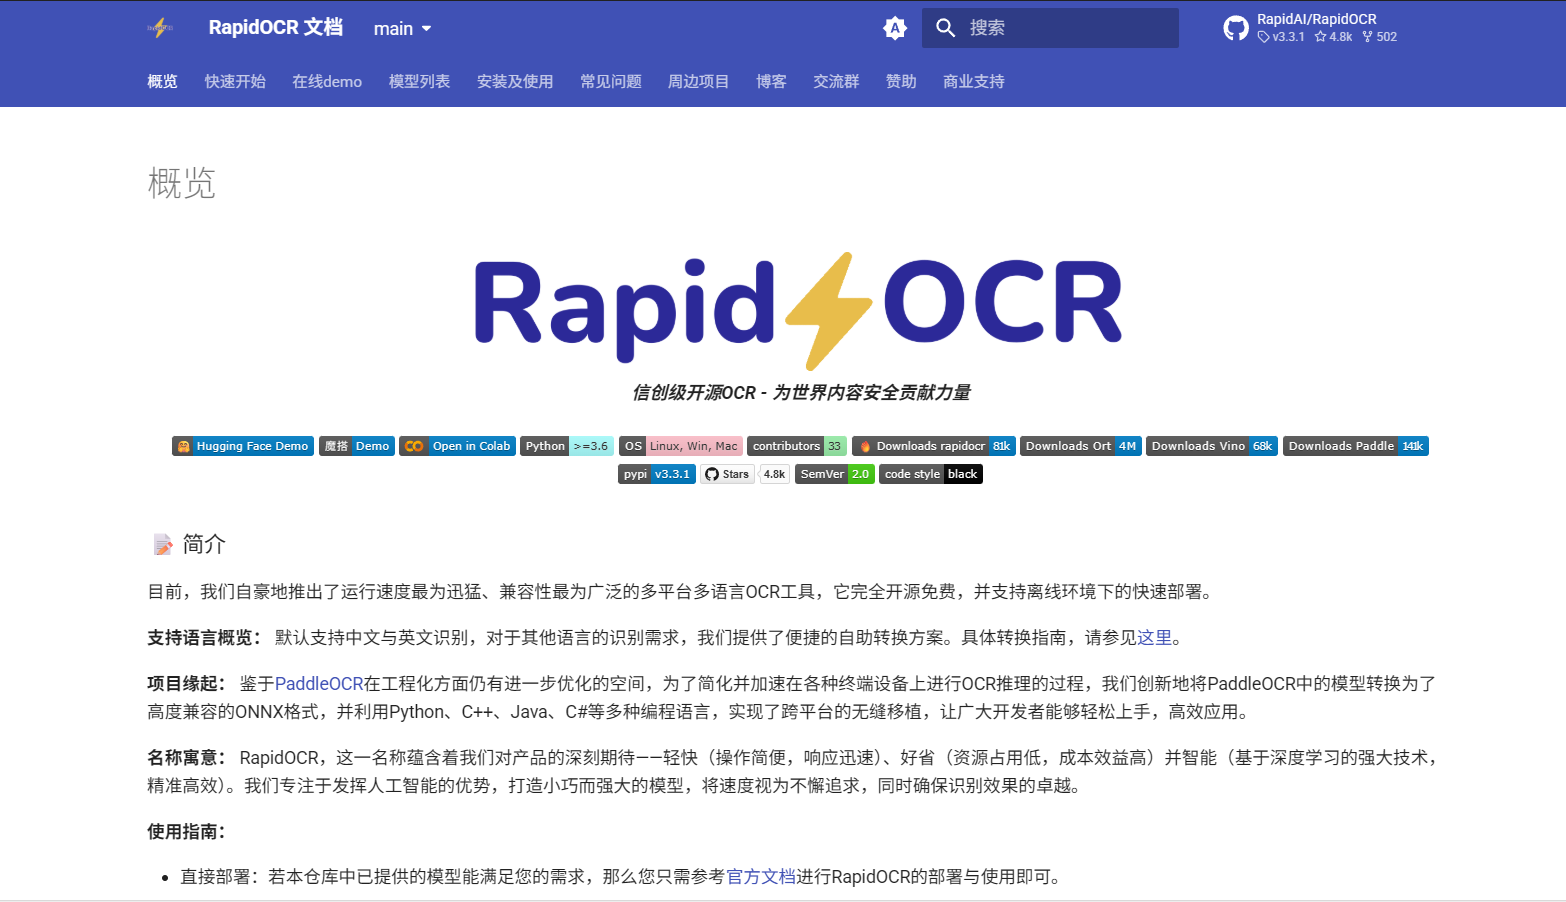 RapidOCR 文档
main
搜索
RapidAI/RapidOCR
v3.3.1 4.8k 502
概览 快速开始 在线demo 模型列表 安装及使用 常见问题 周边项目 博客 交流群 赞助 商业支持
概览
Rapid OCR
信创级开源OCR - 为世界内容安全贡献力量
Hugging Face Demo 魔搭 Demo Open in Colab Python >=3.6 OS Linux, Win, Mac contributors 33 Downloads rapidocr 81k Downloads Ort 4M Downloads Vino 68k Downloads Paddle 141k
pypi v3.3.1 Stars 4.8k SemVer 2.0 code style black
简介
目前，我们自豪地推出了运行速度最为迅猛、兼容性最为广泛的多平台多语言OCR工具，它完全开源免费，并支持离线环境下的快速部署。
支持语言概览： 默认支持中文与英文识别，对于其他语言的识别需求，我们提供了便捷的自助转换方案。具体转换指南，请参见这里。
项目缘起： 鉴于PaddleOCR在工程化方面仍有进一步优化的空间，为了简化并加速在各种终端设备上进行OCR推理的过程，我们创新地将PaddleOCR中的模型转换为了
高度兼容的ONNX格式，并利用Python、C++、Java、C#等多种编程语言，实现了跨平台的无缝移植，让广大开发者能够轻松上手，高效应用。
名称寓意： RapidOCR，这一名称蕴含着我们对产品的深刻期待——轻快（操作简便，响应迅速）、好省（资源占用低，成本效益高）并智能（基于深度学习的强大技术，
精准高效）。我们专注于发挥人工智能的优势，打造小巧而强大的模型，将速度视为不懈追求，同时确保识别效果的卓越。
使用指南：
• 直接部署：若本仓库中已提供的模型能满足您的需求，那么您只需参考官方文档进行RapidOCR的部署与使用即可。